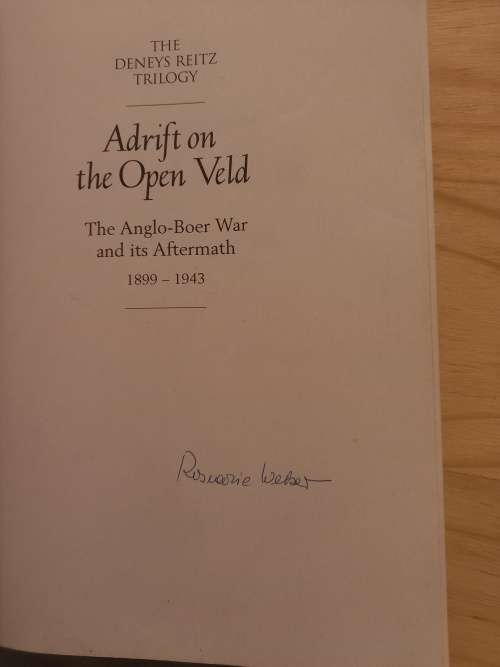 THE
DENEYS REITZ
TRILOGY
Adrift on
the Open Veld
The Anglo-Boer War
and its Aftermath
1899 – 1943
Rosmarie Weber